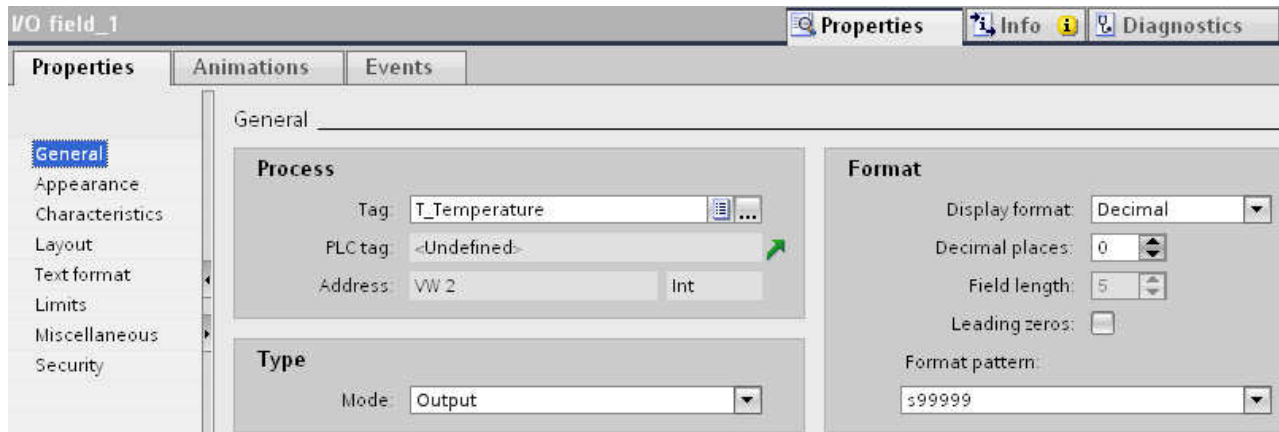 I/O field_1
Properties Info Diagnostics
Properties Animations Events
General
Appearance
Characteristics
Layout
Text format
Limits
Miscellaneous
Security
General
Process
Tag: T_Temperature ...
PLC tag: <Undefined>
Address: VW 2 Int
Type
Mode: Output
Format
Display format: Decimal
Decimal places: 0
Field length: 5
Leading zeros:
Format pattern:
s99999